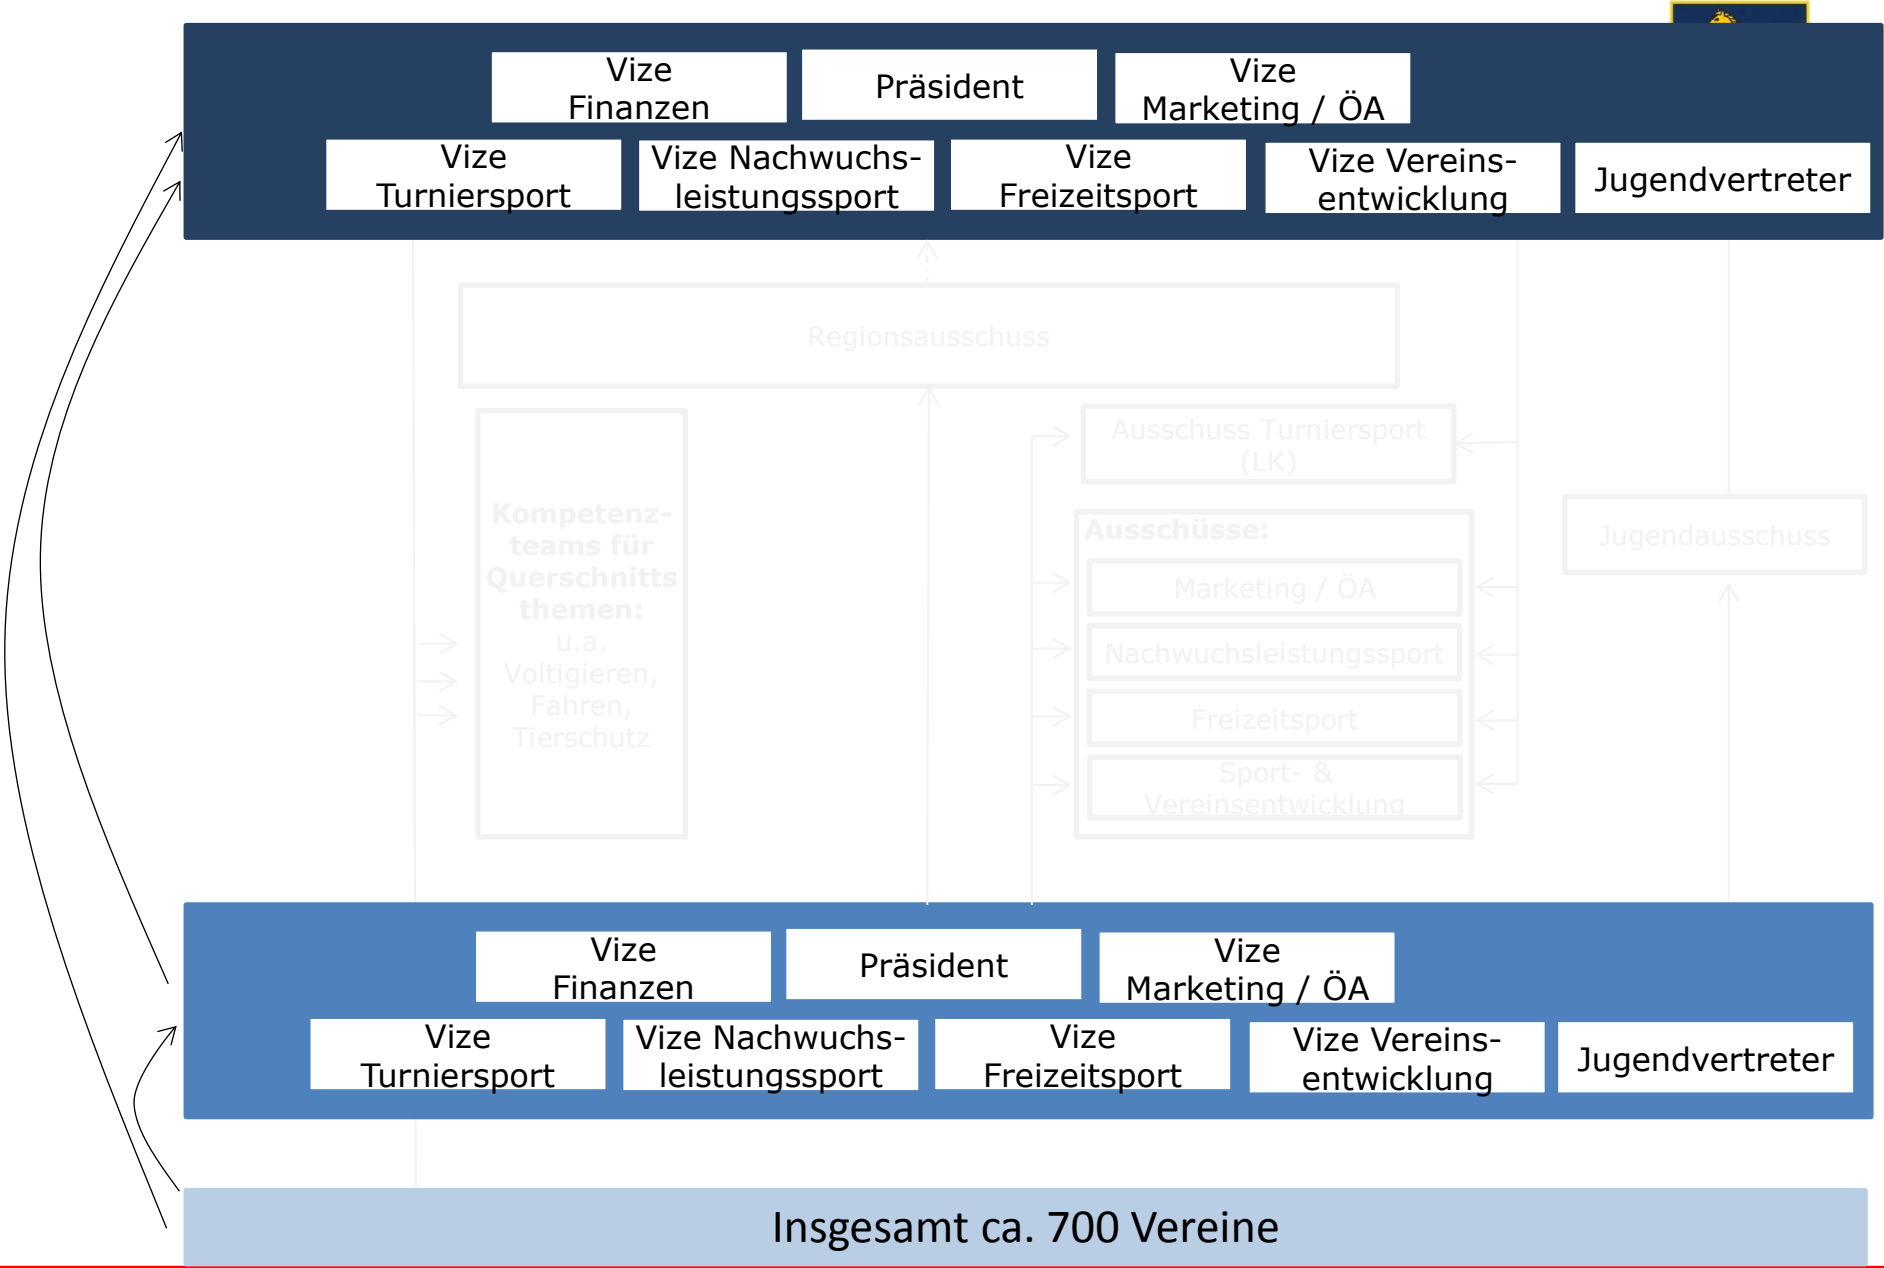 Vize
Finanzen
Präsident
Vize
Marketing / ÖA
Vize
Turniersport
Vize Nachwuchs-
leistungssport
Vize
Freizeitsport
Vize Vereins-
entwicklung
Jugendvertreter
Regionsausschuss
Kompetenz-
teams für
Querschnitts
themen:
u.a.
Voltigieren,
Fahren,
Tierschutz
Ausschuss Turniersport
(LK)
Ausschüsse:
Marketing / ÖA
Nachwuchsleistungssport
Freizeitsport
Sport- &
Vereinsentwicklung
Jugendausschuss
Vize
Finanzen
Präsident
Vize
Marketing / ÖA
Vize
Turniersport
Vize Nachwuchs-
leistungssport
Vize
Freizeitsport
Vize Vereins-
entwicklung
Jugendvertreter
Insgesamt ca. 700 Vereine